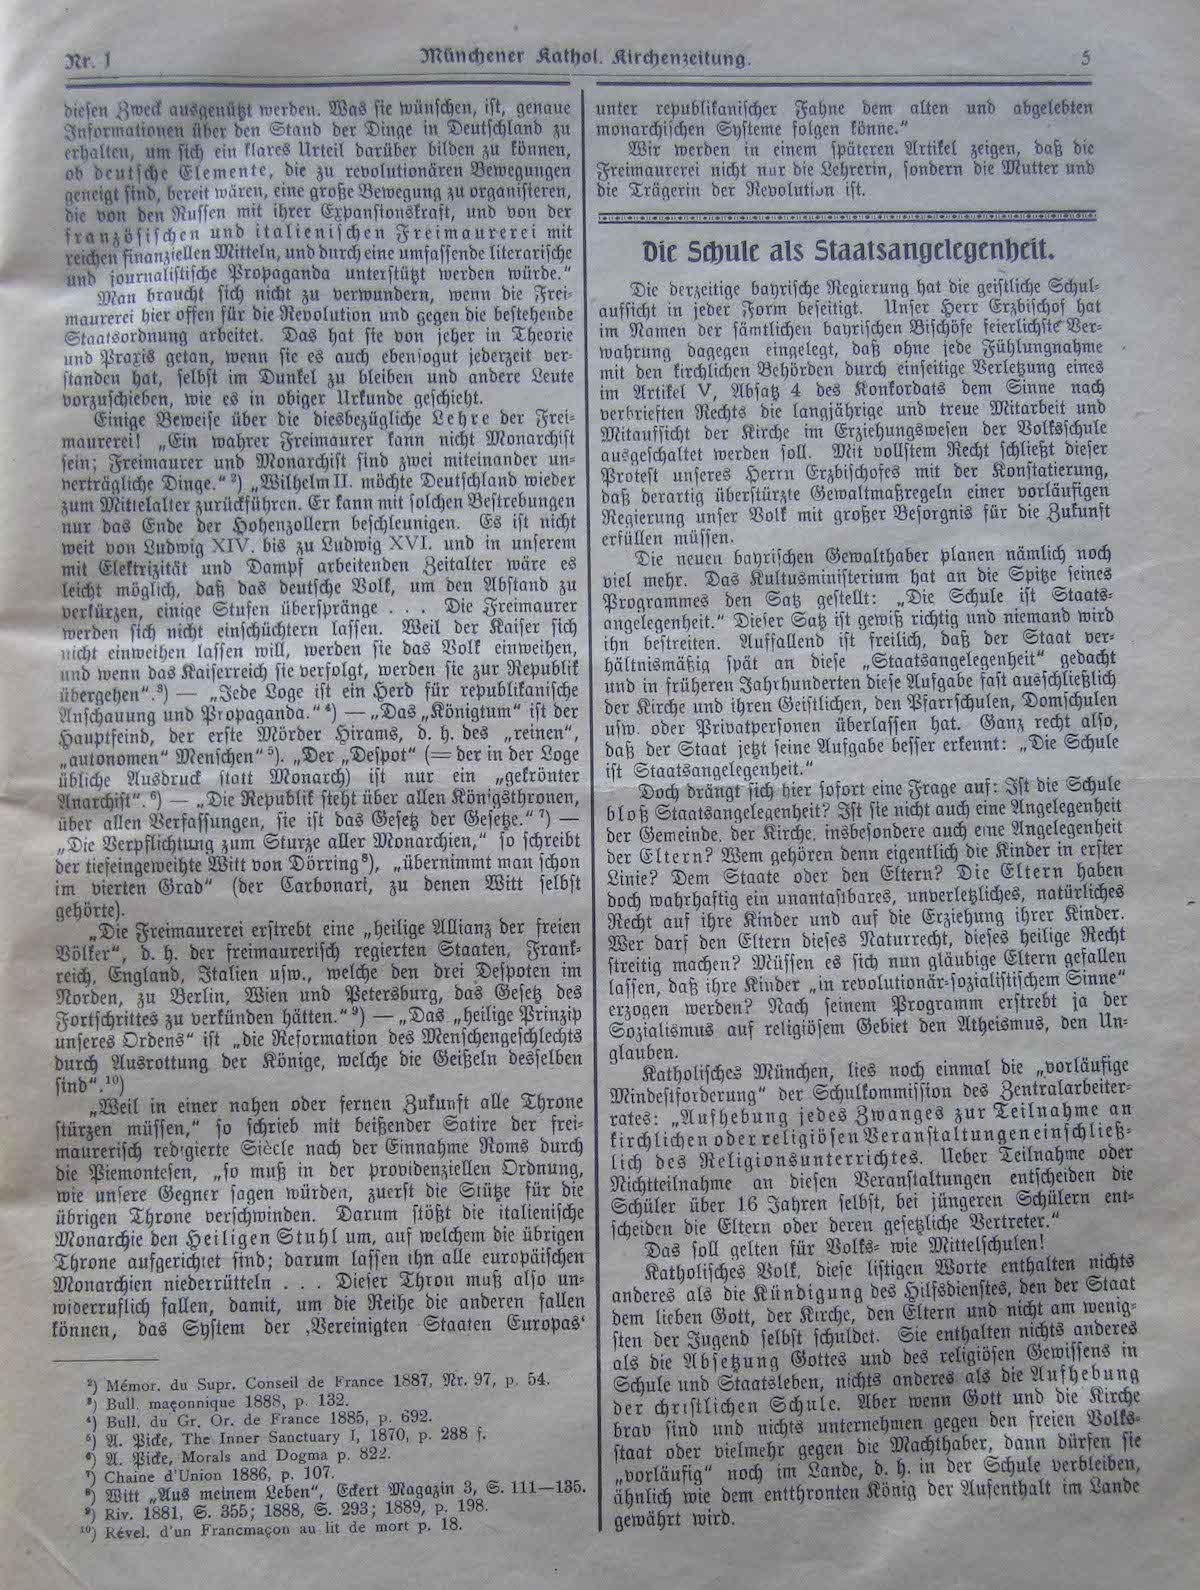 Nr. 1
Münchener Kathol. Kirchenzeitung.
5
diesen Zweck ausgenützt werden. Was sie wünschen, ist, genaue
Informationen über den Stand der Dinge in Deutschland zu
erhalten, um sich ein klares Urteil darüber bilden zu können,
ob deutsche Elemente, die zu revolutionären Bewegungen
geneigt sind, bereit wären, eine große Bewegung zu organisieren,
die von den Russen mit ihrer Expansionskraft, und von der
französischen und italienischen Freimaurerei mit
reichen finanziellen Mitteln, und durch eine umfassende literarische
und journalistische Propaganda unterstützt werden würde.“
Man braucht sich nicht zu verwundern, wenn die Frei-
maurerei hier offen für die Revolution und gegen die bestehende
Staatsordnung arbeitet. Das hat sie von jeher in Theorie
und Praxis getan, wenn sie es auch ebensogut jederzeit ver-
standen hat, selbst im Dunkel zu bleiben und andere Leute
vorzuschieben, wie es in obiger Urkunde geschieht.
Einige Beweise über die diesbezügliche Lehre der Frei-
maurerei! „Ein wahrer Freimaurer kann nicht Monarchist
sein; Freimaurer und Monarchist sind zwei miteinander un-
verträgliche Dinge.“²) „Wilhelm II. möchte Deutschland wieder
zum Mittelalter zurückführen. Er kann mit solchen Bestrebungen
nur das Ende der Hohenzollern beschleunigen. Es ist nicht
weit von Ludwig XIV. bis zu Ludwig XVI. und in unserem
mit Elektrizität und Dampf arbeitenden Zeitalter wäre es
leicht möglich, daß das deutsche Volk, um den Abstand zu
verkürzen, einige Stufen überspränge . . . Die Freimaurer
werden sich nicht einschüchtern lassen. Weil der Kaiser sich
nicht einweihen lassen will, werden sie das Volk einweihen,
und wenn das Kaiserreich sie verfolgt, werden sie zur Republik
übergehen“.³) — „Jede Loge ist ein Herd für republikanische
Anschauung und Propaganda.“⁴) — „Das „Königtum“ ist der
Hauptfeind, der erste Mörder Hirams, d. h. des „reinen“,
„autonomen“ Menschen“⁵). „Der „Despot“ (= der in der Loge
übliche Ausdruck statt Monarch) ist nur ein „gekrönter
Anarchist“.⁶) — „Die Republik steht über allen Königsthronen,
über allen Verfassungen, sie ist das Gesetz der Gesetze.“⁷) —
„Die Verpflichtung zum Sturze aller Monarchien,“ so schreibt
der tiefeingeweihte Witt von Dörring⁸), „übernimmt man schon
im vierten Grad“ (der Carbonari, zu denen Witt selbst
gehörte).
„Die Freimaurerei erstrebt eine „heilige Allianz der freien
Völker“, d. h. der freimaurerisch regierten Staaten, Frank-
reich, England, Italien usw., welche den drei Despoten im
Norden, zu Berlin, Wien und Petersburg, das Gesetz des
Fortschrittes zu verkünden hätten.“⁹) — „Das „heilige Prinzip
unseres Ordens“ ist „die Reformation des Menschengeschlechts
durch Ausrottung der Könige, welche die Geißeln desselben
sind“.¹⁰)
„Weil in einer nahen oder fernen Zukunft alle Throne
stürzen müssen,“ so schrieb mit beißender Satire der frei-
maurerisch redigierte Siècle nach der Einnahme Roms durch
die Piemontesen, „so muß in der providenziellen Ordnung,
wie unsere Gegner sagen würden, zuerst die Stütze für die
übrigen Throne verschwinden. Darum stößt die italienische
Monarchie den Heiligen Stuhl um, auf welchem die übrigen
Throne aufgerichtet sind; darum lassen ihn alle europäischen
Monarchien niederrütteln . . . Dieser Thron muß also un-
widerruflich fallen, damit, um die Reihe die anderen fallen
können, das System der ‚Vereinigten Staaten Europas‘
²) Mémor. du Supr. Conseil de France 1887, Nr. 97, p. 54.
³) Bull. maçonnique 1888, p. 132.
⁴) Bull. du Gr. Or. de France 1885, p. 692.
⁵) A. Picke, The Inner Sanctuary I, 1870, p. 288 f.
⁶) A. Picke, Morals and Dogma p. 822.
⁷) Chaine d'Union 1886, p. 107.
⁸) Witt „Aus meinem Leben“, Eckert Magazin 3, S. 111—135.
⁹) Riv. 1881, S. 355; 1888, S. 293; 1889, p. 198.
¹⁰) Rével. d'un Francmaçon au lit de mort p. 18.
unter republikanischer Fahne dem alten und abgelebten
monarchischen Systeme folgen könne.“
Wir werden in einem späteren Artikel zeigen, daß die
Freimaurerei nicht nur die Lehrerin, sondern die Mutter und
die Trägerin der Revolution ist.
Die Schule als Staatsangelegenheit.
Die derzeitige bayrische Regierung hat die geistliche Schul-
aufsicht in jeder Form beseitigt. Unser Herr Erzbischof hat
im Namen der sämtlichen bayrischen Bischöfe feierlichste Ver-
wahrung dagegen eingelegt, daß ohne jede Fühlungnahme
mit den kirchlichen Behörden durch einseitige Verletzung eines
im Artikel V, Absatz 4 des Konkordats dem Sinne nach
verbrieften Rechts die langjährige und treue Mitarbeit und
Mitaufsicht der Kirche im Erziehungswesen der Volksschule
ausgeschaltet werden soll. Mit vollstem Recht schließt dieser
Protest unseres Herrn Erzbischofes mit der Konstatierung,
daß derartig überstürzte Gewaltmaßregeln einer vorläufigen
Regierung unser Volk mit großer Besorgnis für die Zukunft
erfüllen müssen.
Die neuen bayrischen Gewalthaber planen nämlich noch
viel mehr. Das Kultusministerium hat an die Spitze seines
Programmes den Satz gestellt: „Die Schule ist Staats-
angelegenheit.“ Dieser Satz ist gewiß richtig und niemand wird
ihn bestreiten. Auffallend ist freilich, daß der Staat ver-
hältnismäßig spät an diese „Staatsangelegenheit“ gedacht
und in früheren Jahrhunderten diese Aufgabe fast ausschließlich
der Kirche und ihren Geistlichen, den Pfarrschulen, Domschulen
usw. oder Privatpersonen überlassen hat. Ganz recht also,
daß der Staat jetzt seine Aufgabe besser erkennt: „Die Schule
ist Staatsangelegenheit.“
Doch drängt sich hier sofort eine Frage auf: Ist die Schule
bloß Staatsangelegenheit? Ist sie nicht auch eine Angelegenheit
der Gemeinde, der Kirche, insbesondere auch eine Angelegenheit
der Eltern? Wem gehören denn eigentlich die Kinder in erster
Linie? Dem Staate oder den Eltern? Die Eltern haben
doch wahrhaftig ein unantastbares, unverletzliches, natürliches
Recht auf ihre Kinder und auf die Erziehung ihrer Kinder.
Wer darf den Eltern dieses Naturrecht, dieses heilige Recht
streitig machen? Müssen es sich nun gläubige Eltern gefallen
lassen, daß ihre Kinder „in revolutionär-sozialistischem Sinne“
erzogen werden? Nach seinem Programm erstrebt ja der
Sozialismus auf religiösem Gebiet den Atheismus, den Un-
glauben.
Katholisches München, lies noch einmal die „vorläufige
Mindestforderung“ der Schulkommission des Zentralarbeiter-
rates: „Aufhebung jedes Zwanges zur Teilnahme an
kirchlichen oder religiösen Veranstaltungen einschließ-
lich des Religionsunterrichtes. Ueber Teilnahme oder
Nichtteilnahme an diesen Veranstaltungen entscheiden die
Schüler über 16 Jahren selbst, bei jüngeren Schülern ent-
scheiden die Eltern oder deren gesetzliche Vertreter.“
Das soll gelten für Volks- wie Mittelschulen!
Katholisches Volk, diese listigen Worte enthalten nichts
anderes als die Kündigung des Hilfsdienstes, den der Staat
dem lieben Gott, der Kirche, den Eltern und nicht am wenig-
sten der Jugend selbst schuldet. Sie enthalten nichts anderes
als die Absetzung Gottes und des religiösen Gewissens in
Schule und Staatsleben, nichts anderes als die Aufhebung
der christlichen Schule. Aber wenn Gott und die Kirche
brav sind und nichts unternehmen gegen den freien Volks-
staat oder vielmehr gegen die Machthaber, dann dürfen sie
„vorläufig“ noch im Lande, d. h. in der Schule verbleiben,
ähnlich wie dem entthronten König der Aufenthalt im Lande
gewährt wird.